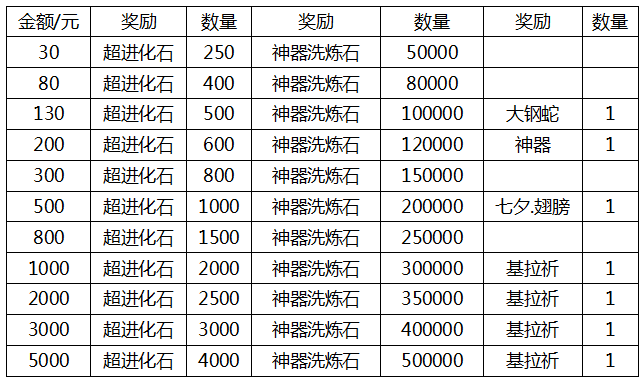 金额/元 奖励 数量 奖励 数量 奖励 数量
30 超进化石 250 神器洗炼石 50000
80 超进化石 400 神器洗炼石 80000
130 超进化石 500 神器洗炼石 100000 大钢蛇 1
200 超进化石 600 神器洗炼石 120000 神器 1
300 超进化石 800 神器洗炼石 150000
500 超进化石 1000 神器洗炼石 200000 七夕.翅膀 1
800 超进化石 1500 神器洗炼石 250000
1000 超进化石 2000 神器洗炼石 300000 基拉祈 1
2000 超进化石 2500 神器洗炼石 350000 基拉祈 1
3000 超进化石 3000 神器洗炼石 400000 基拉祈 1
5000 超进化石 4000 神器洗炼石 500000 基拉祈 1